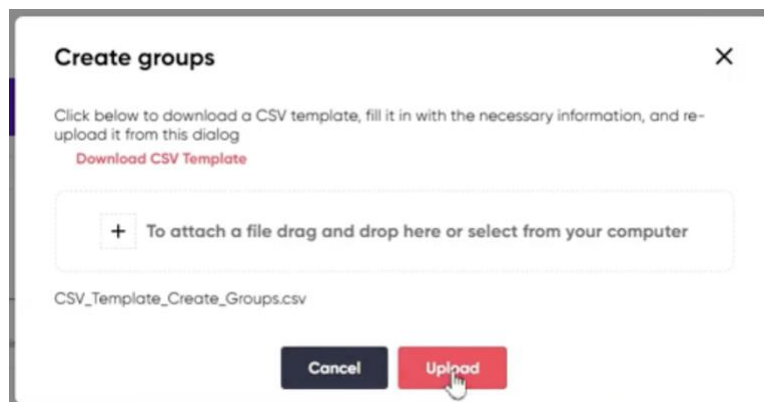 Create groups
Click below to download a CSV template, fill it in with the necessary information, and re-
upload it from this dialog
Download CSV Template
+ To attach a file drag and drop here or select from your computer
CSV_Template_Create_Groups.csv
Cancel Upload